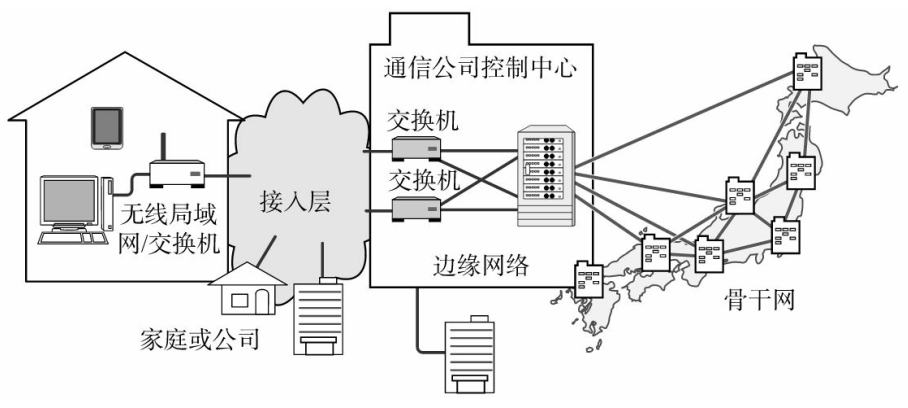 通信公司控制中心
交换机
交换机
接入层
无线局域
网/交换机
边缘网络
家庭或公司
骨干网